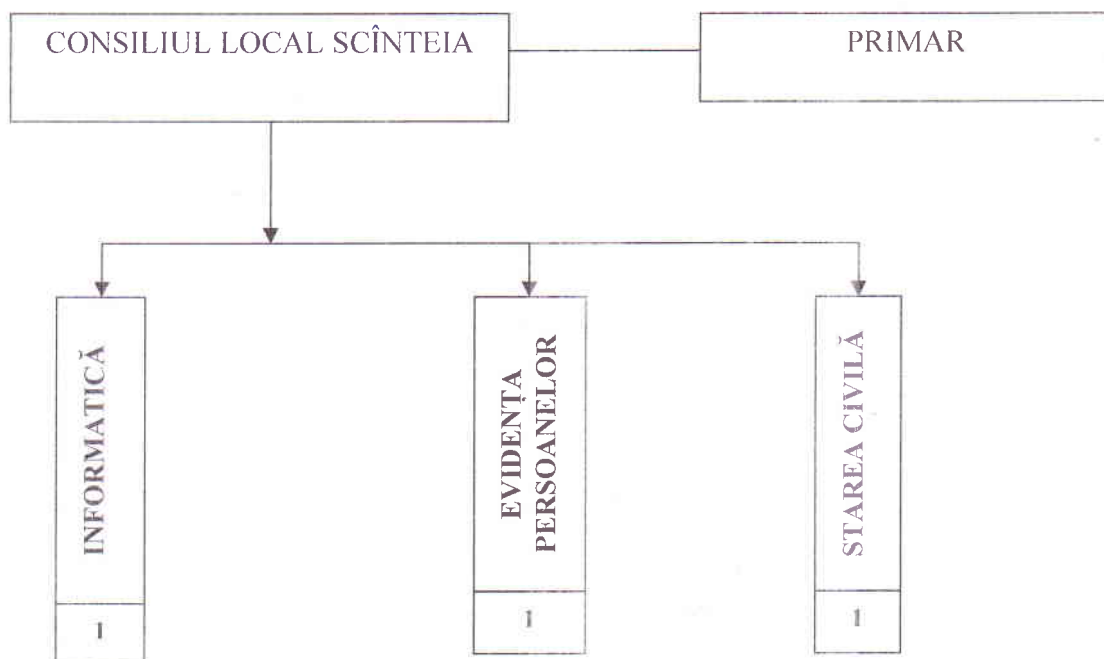 CONSILIUL LOCAL SCÎNTEIA
PRIMAR
INFORMATICĂ
1
EVIDENȚA
PERSOANELOR
1
STAREA CIVILĂ
1